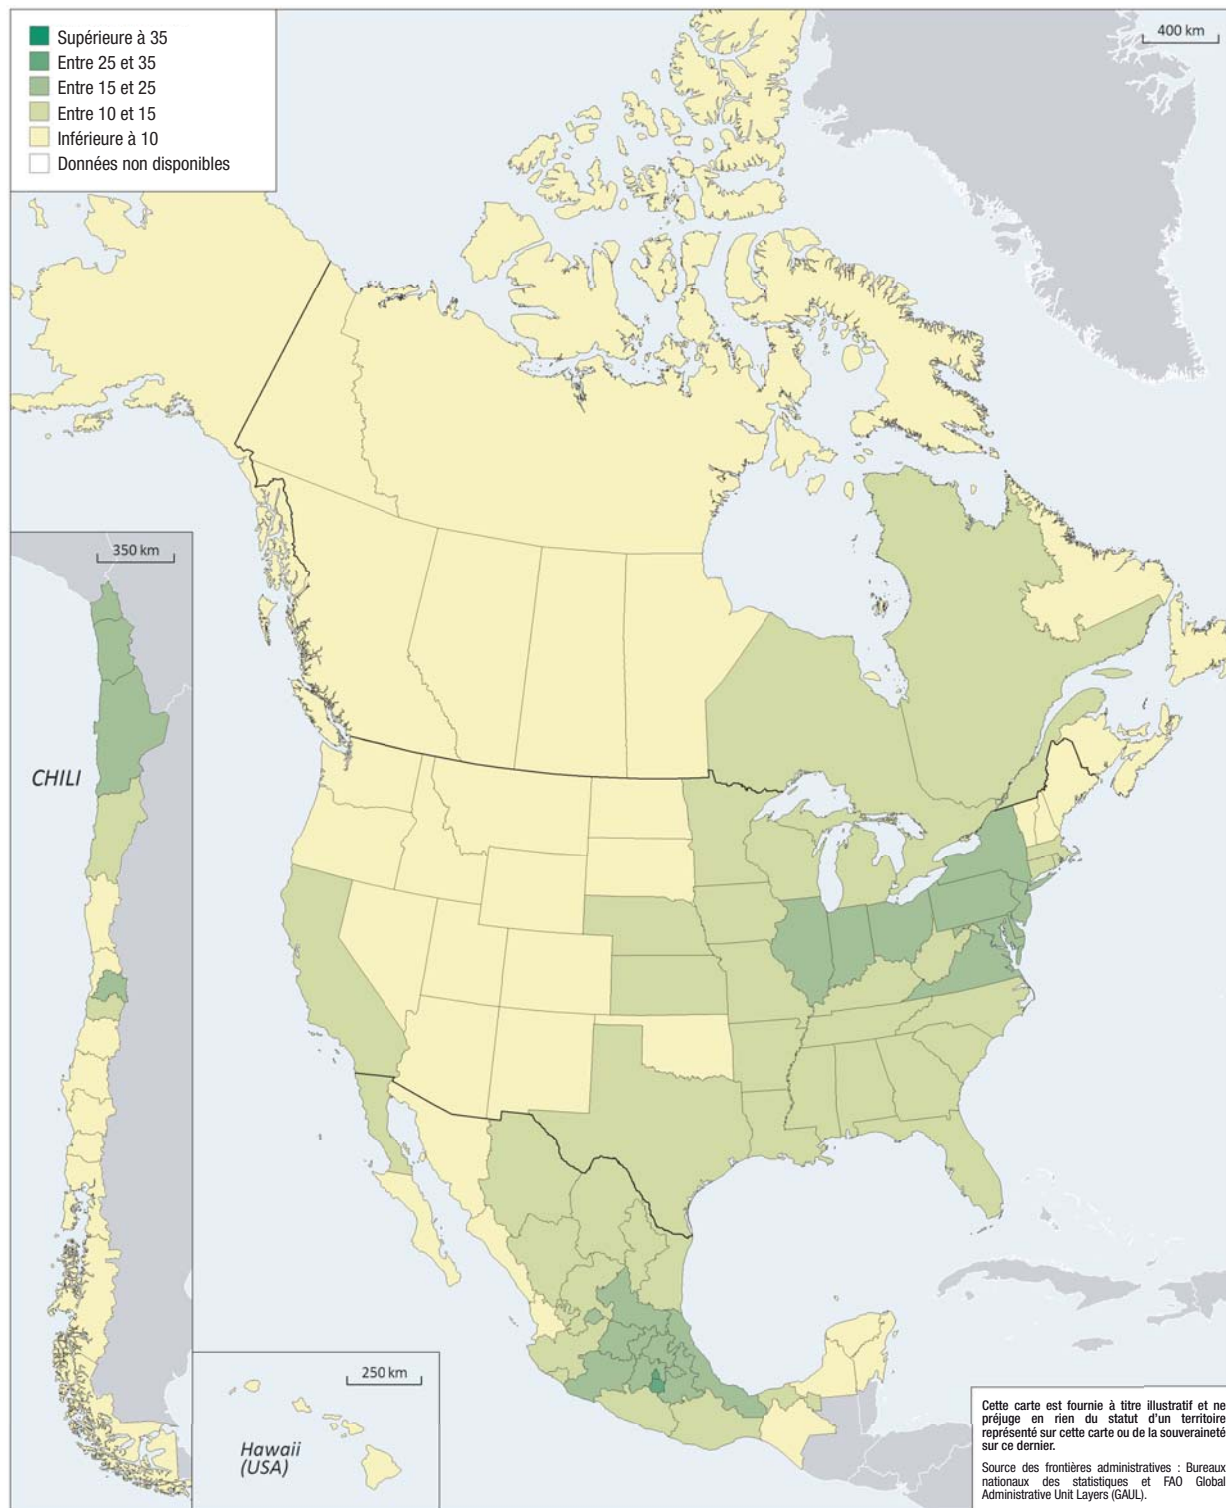 Supérieure à 35
Entre 25 et 35
Entre 15 et 25
Entre 10 et 15
Inférieure à 10
Données non disponibles
400 km
350 km
CHILI
250 km
Hawaii
(USA)
Cette carte est fournie à titre illustratif et ne
préjuge en rien du statut d'un territoire
représenté sur cette carte ou de la souveraineté
sur ce dernier.
Source des frontières administratives : Bureaux
nationaux des statistiques et FAO Global
Administrative Unit Layers (GAUL).